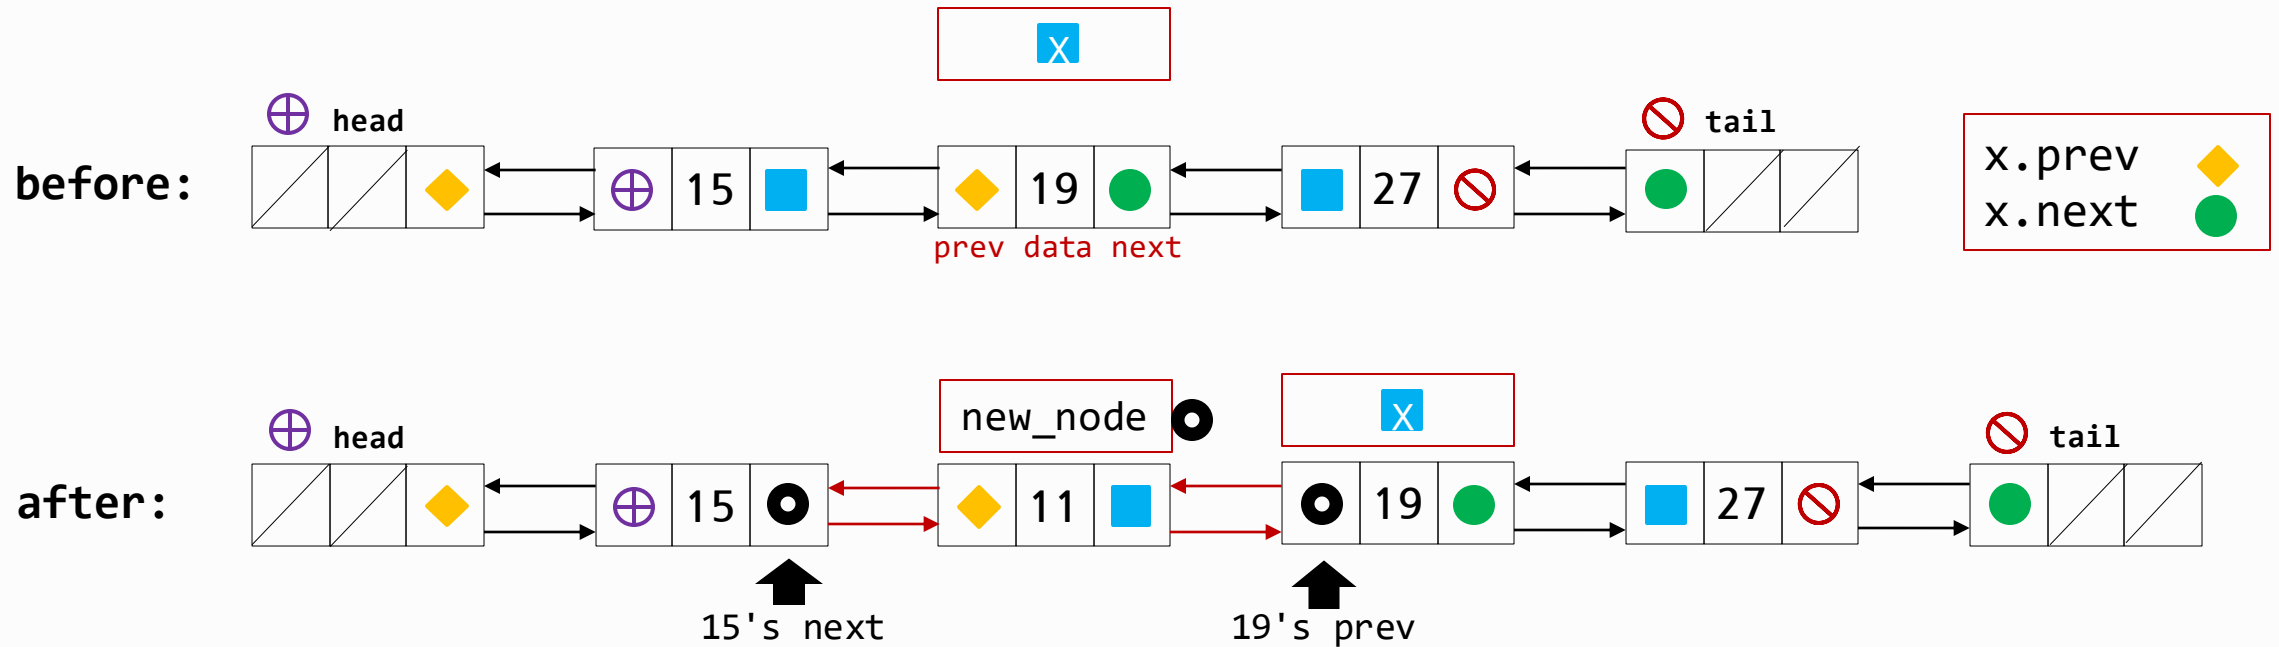 X
head
tail
before:
15
19
27
prev data next
x.prev
x.next
new_node
X
head
tail
after:
15
11
19
27
15's next
19's prev